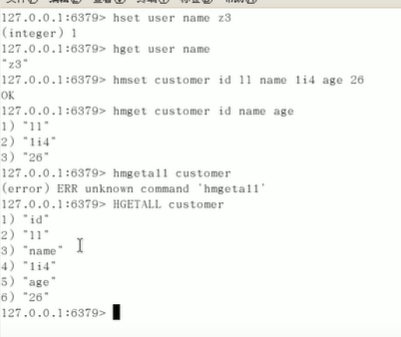 127.0.0.1:6379> hset user name z3
(integer) 1
127.0.0.1:6379> hget user name
"z3"
127.0.0.1:6379> hmset customer id 11 name li4 age 26
OK
127.0.0.1:6379> hmget customer id name age
1) "11"
2) "li4"
3) "26"
127.0.0.1:6379> hmgetall customer
(error) ERR unknown command 'hmgetall'
127.0.0.1:6379> HGETALL customer
1) "id"
2) "11"
3) "name"
4) "li4"
5) "age"
6) "26"
127.0.0.1:6379>